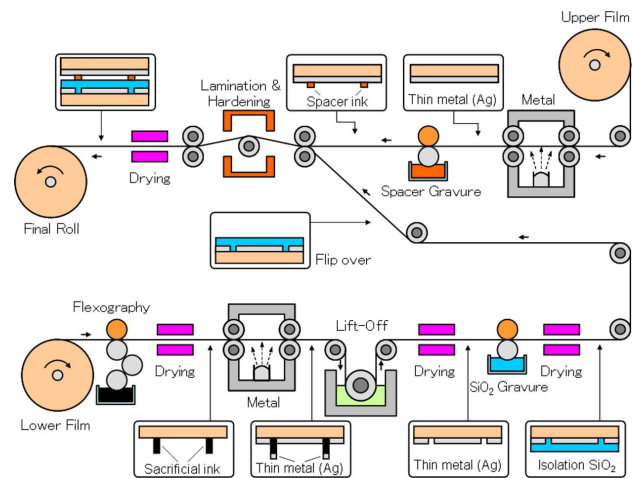 Upper Film
Lamination &
Hardening
Spacer ink
Thin metal (Ag)
Metal
Drying
Spacer Gravure
Final Roll
Flip over
Flexography
Lift-Off
Drying
Metal
Drying
SiO₂ Gravure
Drying
Lower Film
Sacrificial ink
Thin metal (Ag)
Thin metal (Ag)
Isolation SiO₂